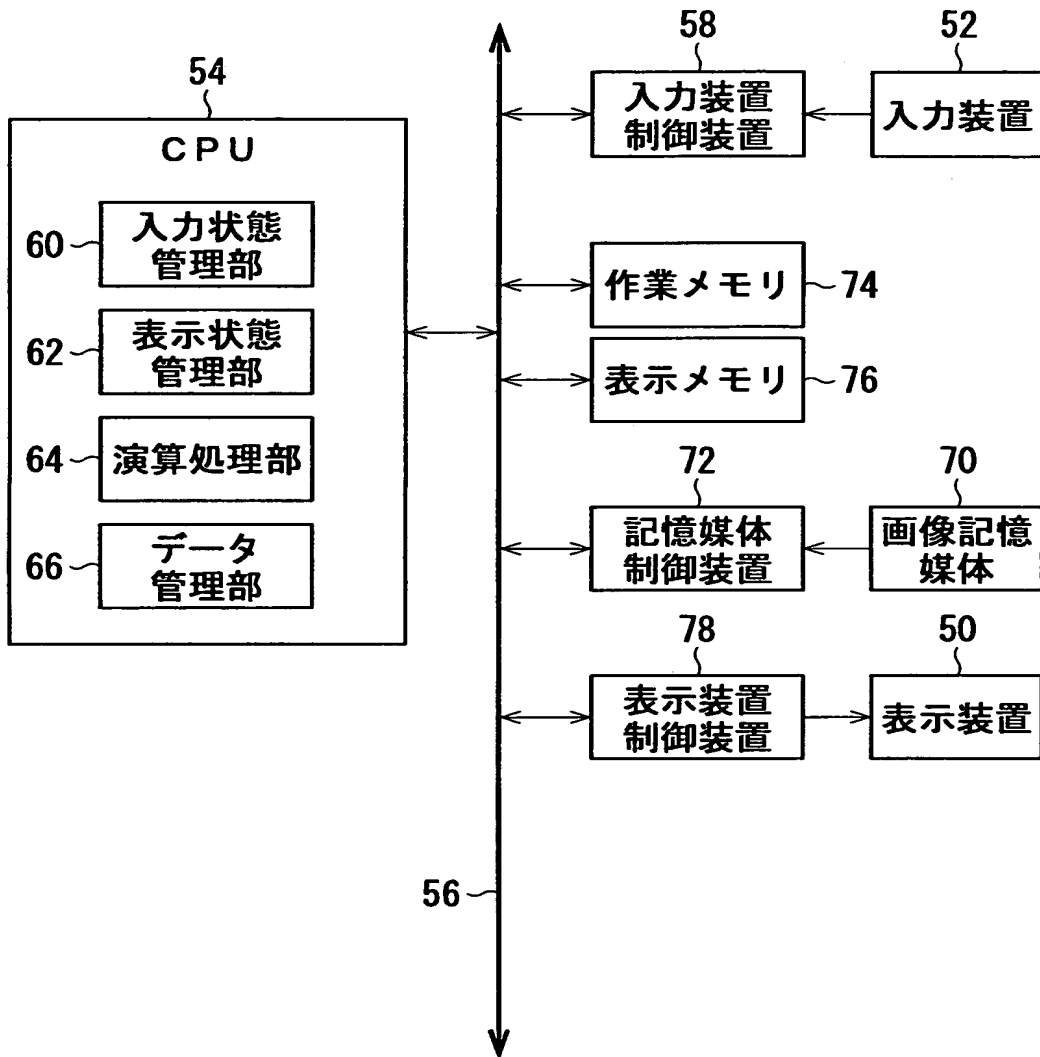 54
CPU
60
入力状態
管理部
62
表示状態
管理部
64
演算処理部
66
データ
管理部
56
58
入力装置
制御装置
52
入力装置
作業メモリ
74
表示メモリ
76
72
記憶媒体
制御装置
70
画像記憶
媒体
78
表示装置
制御装置
50
表示装置